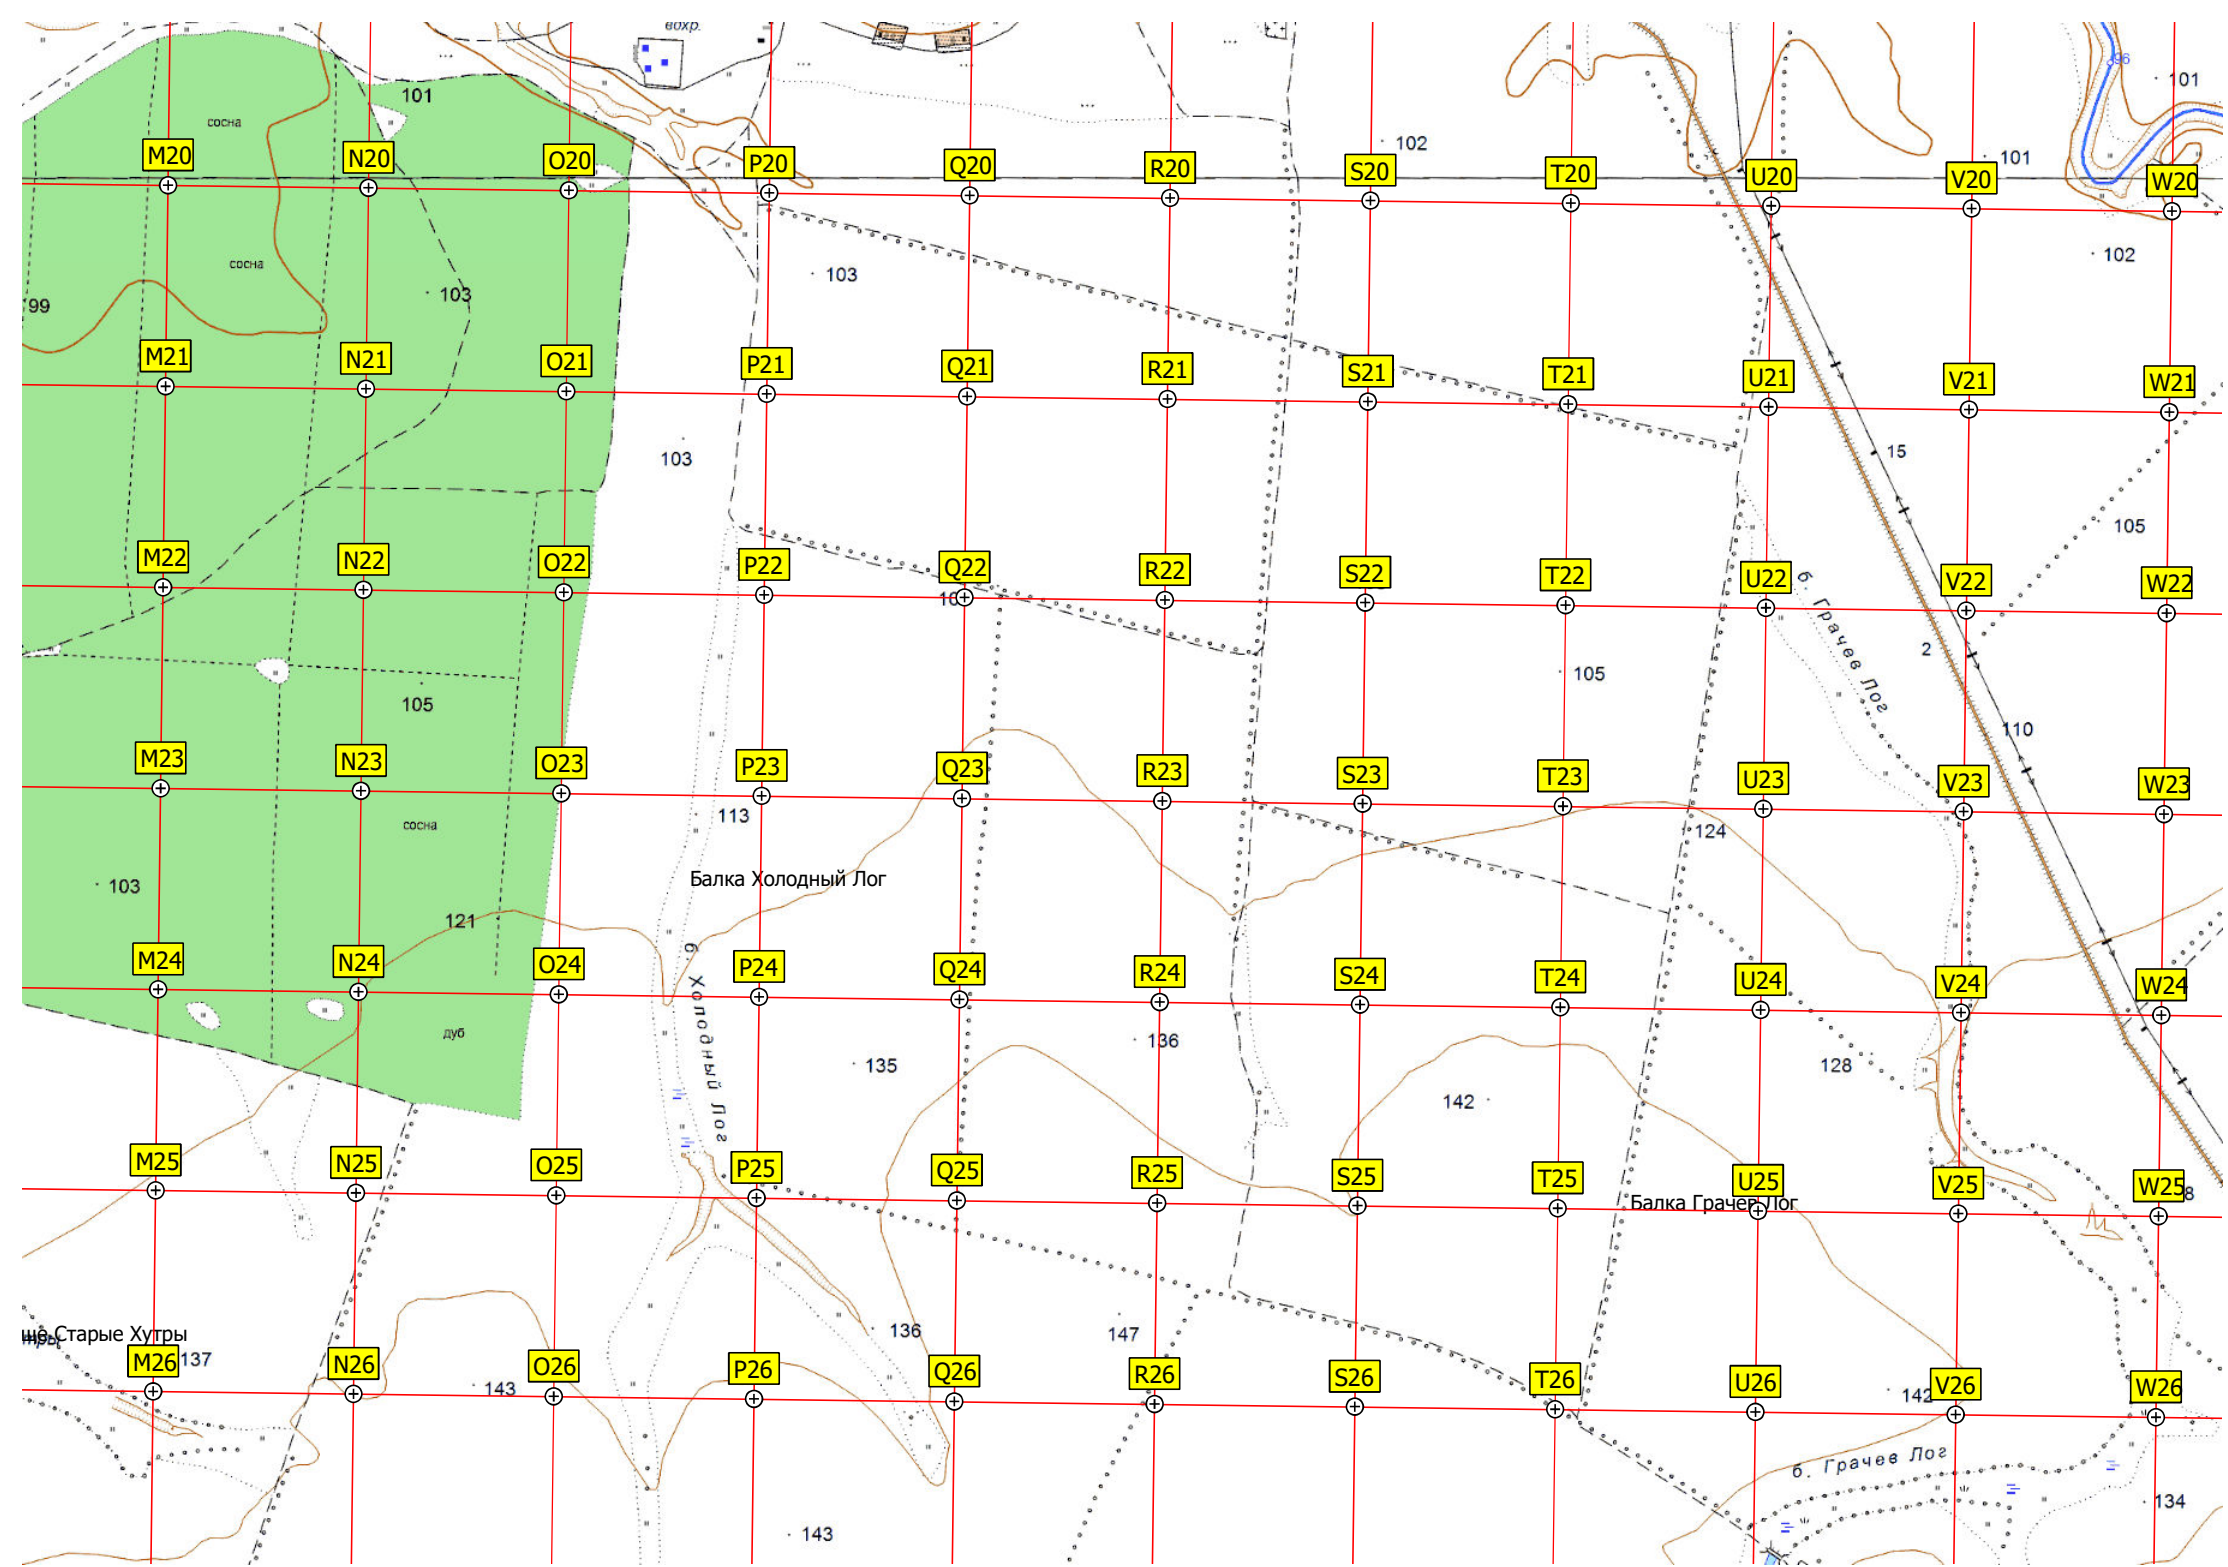 вохр.
101
96
101
сосна
102
101
M20
N20
O20
P20
Q20
R20
S20
T20
U20
V20
W20
сосна
103
103
102
99
M21
N21
O21
P21
Q21
R21
S21
T21
U21
V21
W21
103
15
105
M22
N22
O22
P22
Q22
R22
S22
T22
U22
V22
W22
б. Грачев Лог
2
105
105
110
M23
N23
O23
P23
Q23
R23
S23
T23
U23
V23
W23
113
124
сосна
103
Балка Холодный Лог
121
M24
N24
O24
P24
Q24
R24
S24
T24
U24
V24
W24
б Холодный Лог
дуб
135
136
128
142
M25
N25
O25
P25
Q25
R25
S25
T25
U25
V25
W25
8
Балка Грачев Лог
Старые Хутры
136
147
M26
137
N26
O26
P26
Q26
R26
S26
T26
U26
V26
W26
143
142
б. Грачев Лог
134
143